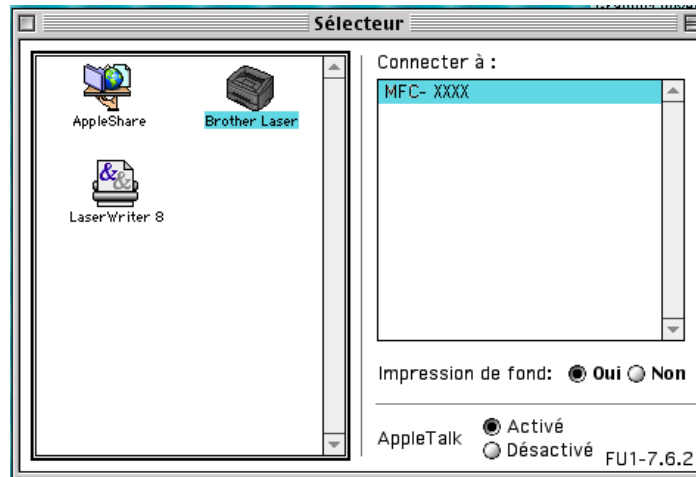 Sélecteur
AppleShare
Brother Laser
LaserWriter 8
Connecter à :
MFC- XXXX
Impression de fond: Oui Non
AppleTalk
Activé
Désactivé
FU1-7.6.2